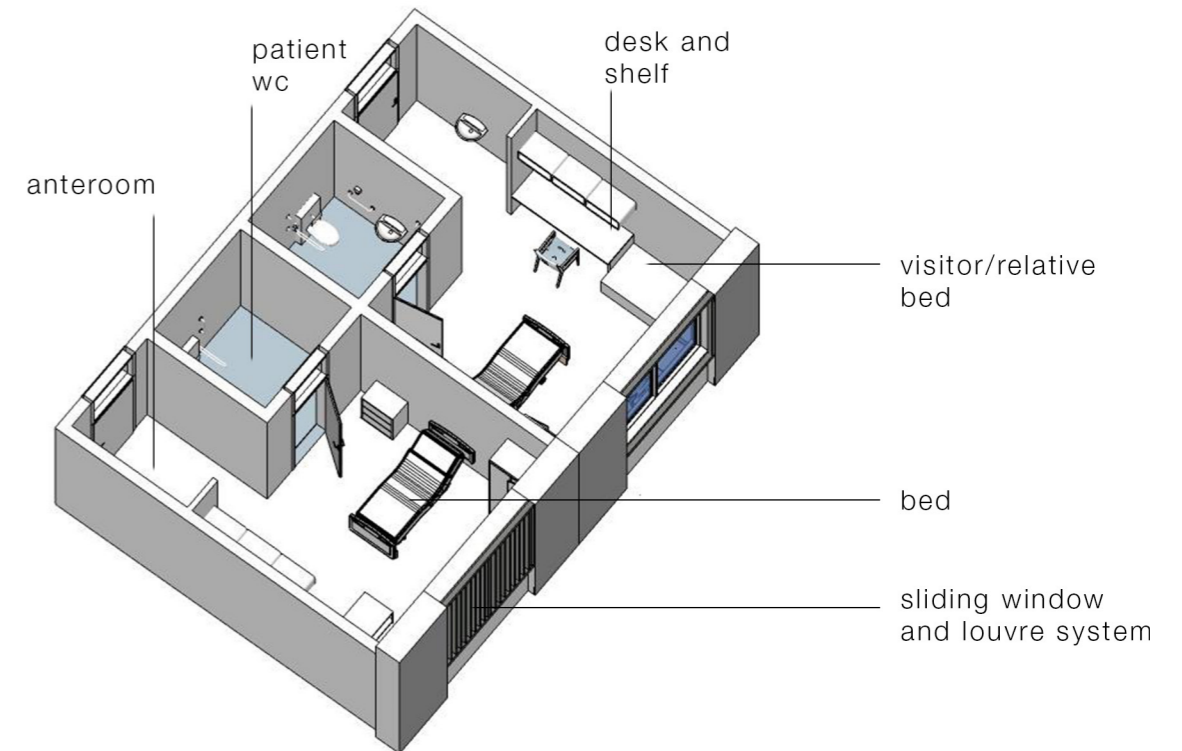 desk and
shelf
patient
wc
anteroom
visitor/relative
bed
bed
sliding window
and louvre system